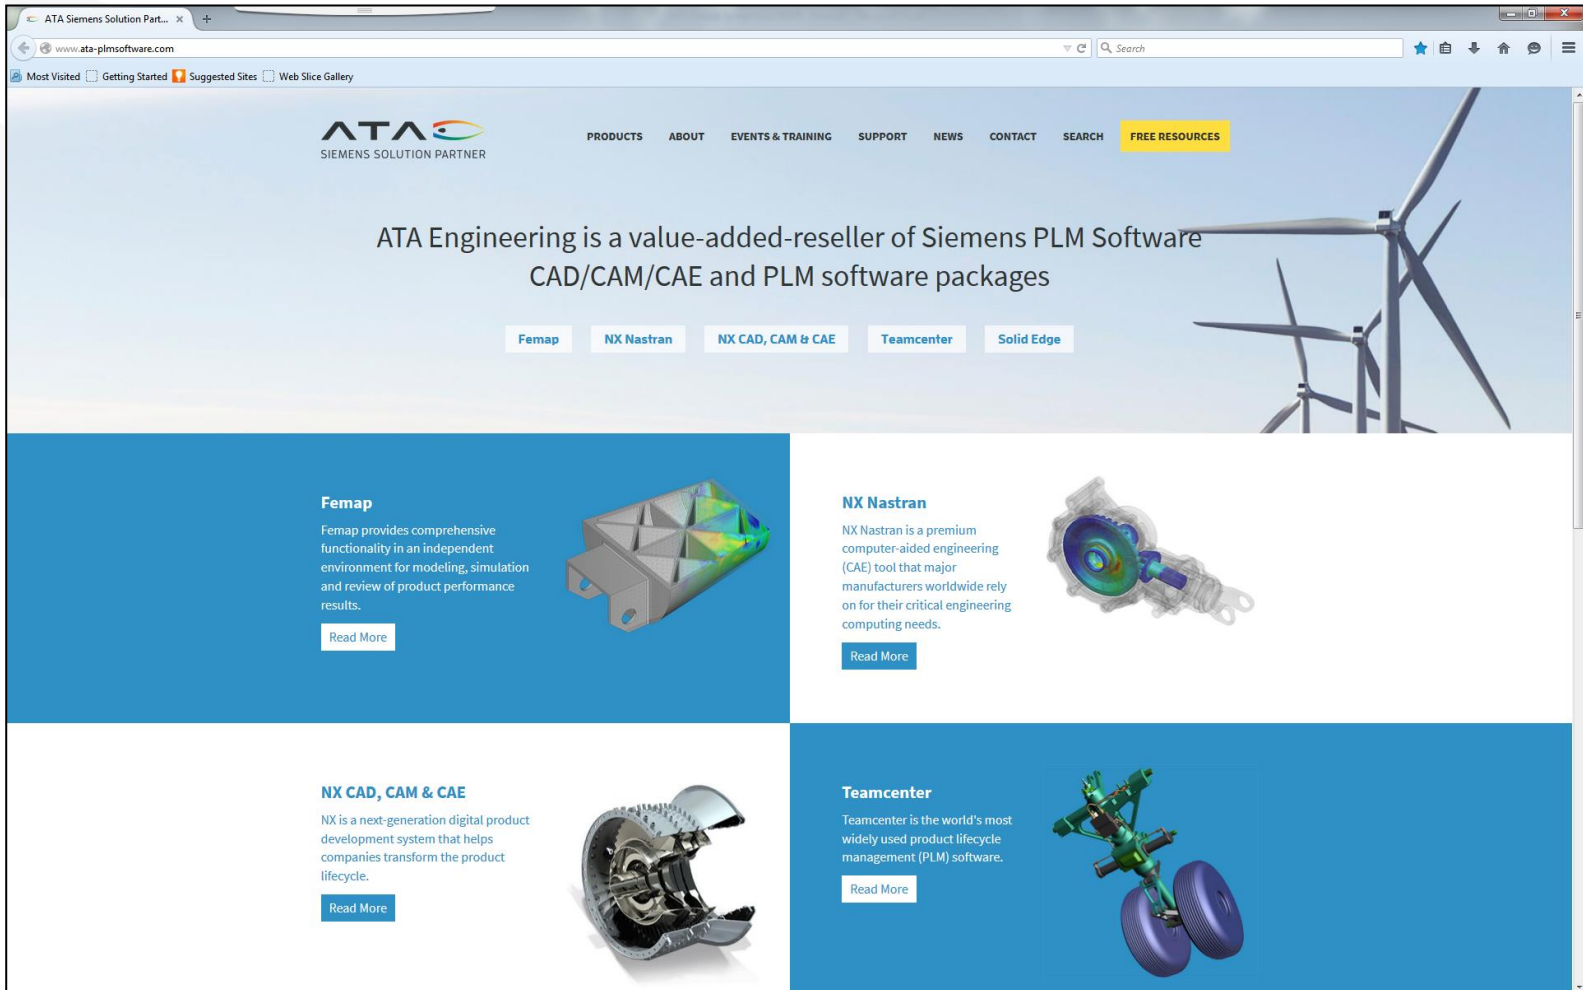 ATA Siemens Solution Part...
www.ata-plmsoftware.com
Search
Most Visited Getting Started Suggested Sites Web Slice Gallery
ATA
SIEMENS SOLUTION PARTNER
PRODUCTS ABOUT EVENTS & TRAINING SUPPORT NEWS CONTACT SEARCH FREE RESOURCES
ATA Engineering is a value-added-reseller of Siemens PLM Software
CAD/CAM/CAE and PLM software packages
Femap NX Nastran NX CAD, CAM & CAE Teamcenter Solid Edge
Femap
Femap provides comprehensive
functionality in an independent
environment for modeling, simulation
and review of product performance
results.
Read More
NX Nastran
NX Nastran is a premium
computer-aided engineering
(CAE) tool that major
manufacturers worldwide rely
on for their critical engineering
computing needs.
Read More
NX CAD, CAM & CAE
NX is a next-generation digital product
development system that helps
companies transform the product
lifecycle.
Read More
Teamcenter
Teamcenter is the world's most
widely used product lifecycle
management (PLM) software.
Read More